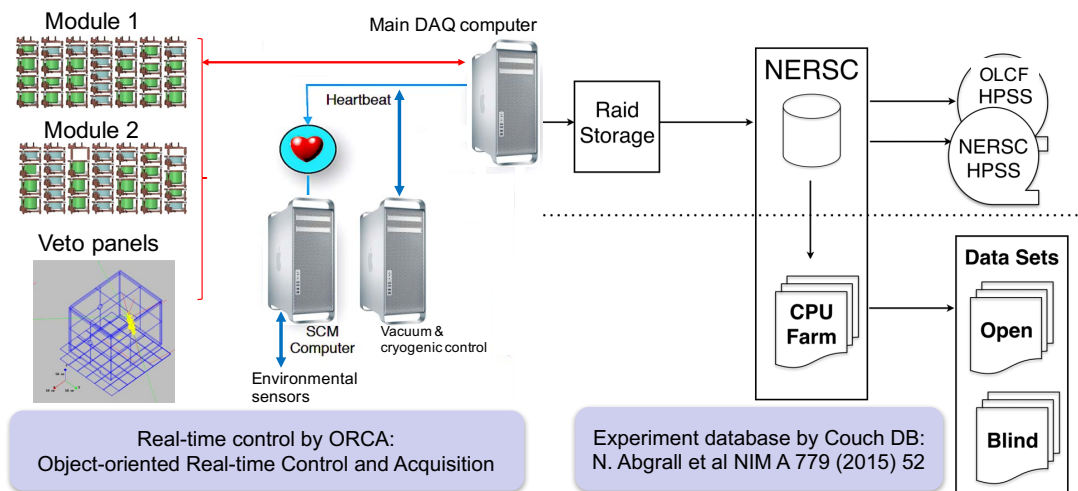 Module 1
Main DAQ computer
Heartbeat
Module 2
Veto panels
SCM
Computer
Vacuum &
cryogenic control
Environmental
sensors
Raid
Storage
NERSC
OLCF
HPSS
NERSC
HPSS
CPU
Farm
Data Sets
Open
Blind
Real-time control by ORCA:
Object-oriented Real-time Control and Acquisition
Experiment database by Couch DB:
N. Abgrall et al NIM A 779 (2015) 52